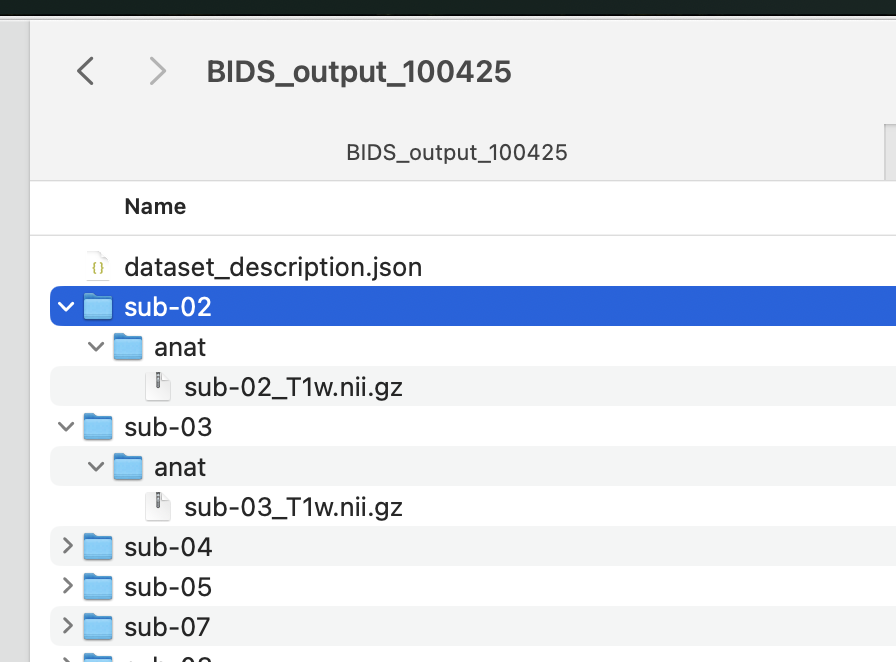 BIDS_output_100425
BIDS_output_100425
Name
dataset_description.json
sub-02
anat
sub-02_T1w.nii.gz
sub-03
anat
sub-03_T1w.nii.gz
sub-04
sub-05
sub-07